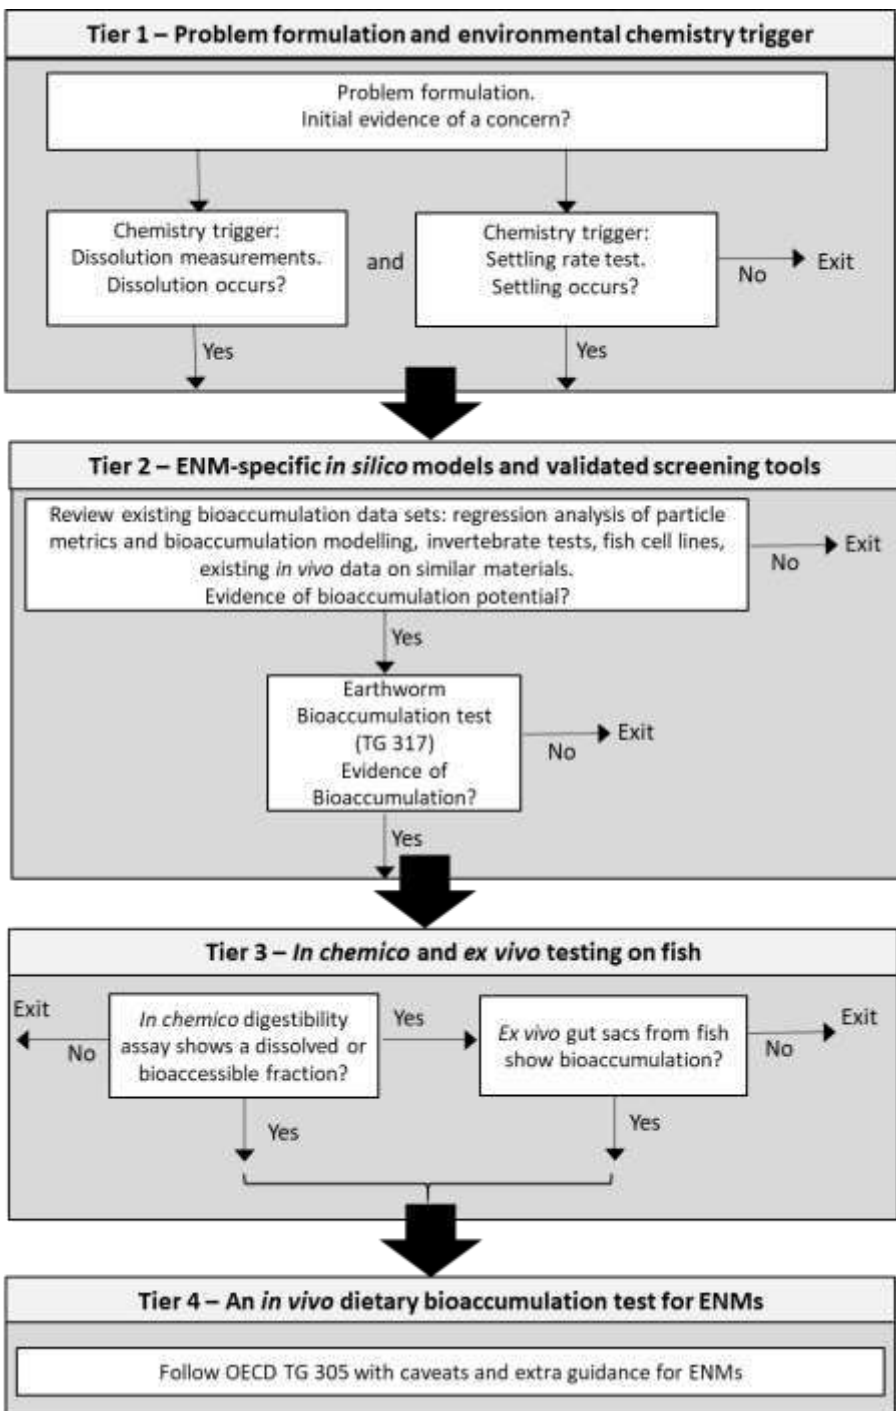 Tier 1 – Problem formulation and environmental chemistry trigger
Problem formulation.
Initial evidence of a concern?
Chemistry trigger:
Dissolution measurements.
Dissolution occurs?
and
Chemistry trigger:
Settling rate test.
Settling occurs?
No
Exit
Yes
Yes
Tier 2 – ENM-specific in silico models and validated screening tools
Review existing bioaccumulation data sets: regression analysis of particle
metrics and bioaccumulation modelling, invertebrate tests, fish cell lines,
existing in vivo data on similar materials.
Evidence of bioaccumulation potential?
No
Exit
Yes
Earthworm
Bioaccumulation test
(TG 317)
Evidence of
Bioaccumulation?
No
Exit
Yes
Tier 3 – In chemico and ex vivo testing on fish
Exit
No
In chemico digestibility
assay shows a dissolved or
bioaccessible fraction?
Yes
Ex vivo gut sacs from fish
show bioaccumulation?
No
Exit
Yes
Yes
Tier 4 – An in vivo dietary bioaccumulation test for ENMs
Follow OECD TG 305 with caveats and extra guidance for ENMs